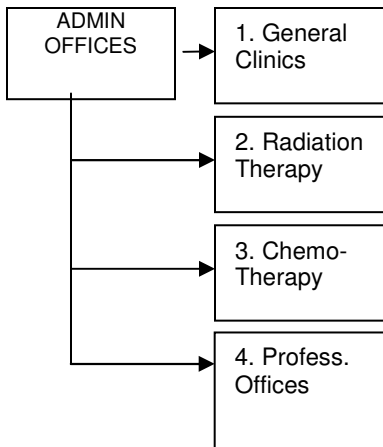 ADMIN
OFFICES
1. General
Clinics
2. Radiation
Therapy
3. Chemo-
Therapy
4. Profess.
Offices